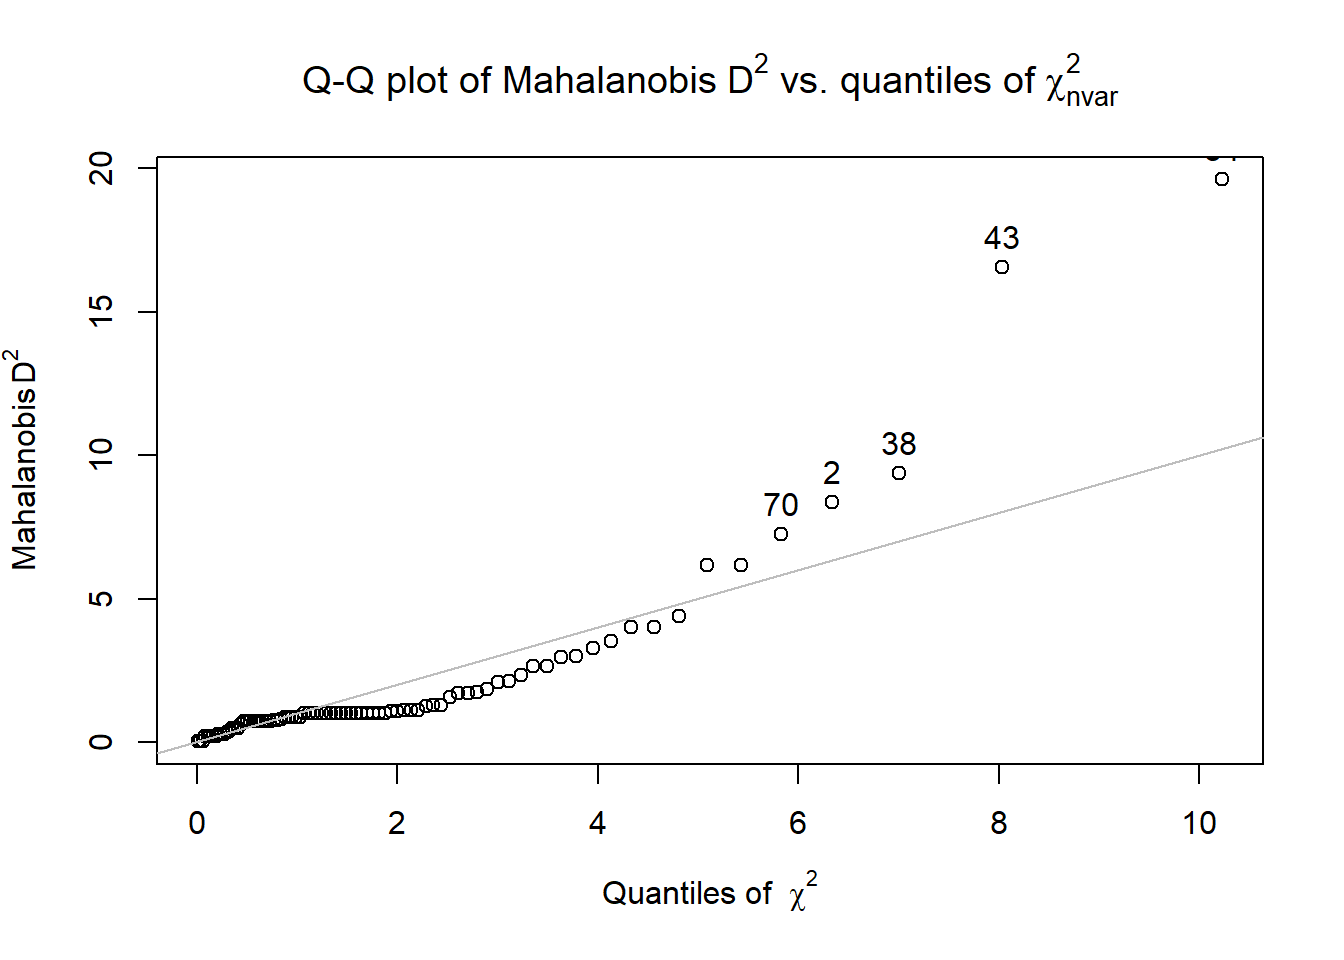 Q-Q plot of Mahalanobis D² vs. quantiles of χ²nvar
Mahalanobis D²
20
15
10
5
0
43
38
2
70
0 2 4 6 8 10
Quantiles of χ²